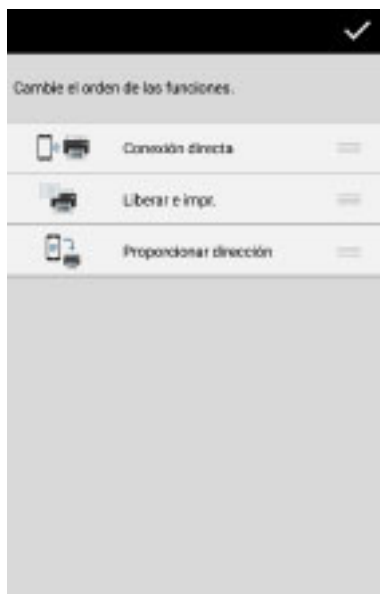 Cambie el orden de las funciones.
Conexión directa
Liberar e impr.
Proporcionar dirección